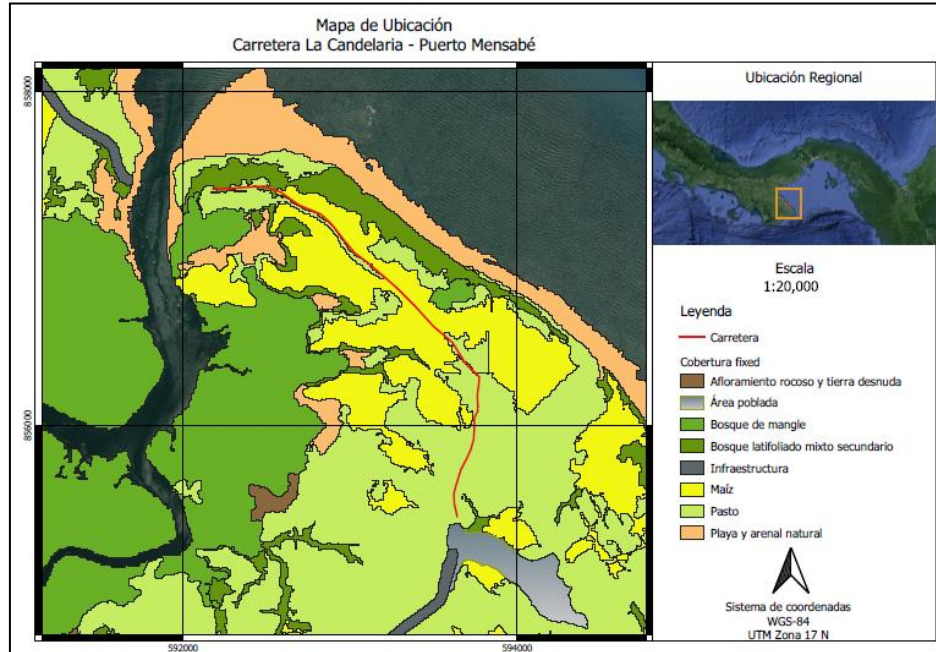 Mapa de Ubicación
Carretera La Candelaria - Puerto Mensabé
858000
856000
592000
594000
Ubicación Regional
Escala
1:20,000
Leyenda
Carretera
Cobertura fixed
Afloramiento rocoso y tierra desnuda
Área poblada
Bosque de mangle
Bosque latifoliado mixto secundario
Infraestructura
Maíz
Pasto
Playa y arenal natural
Sistema de coordenadas
WGS-84
UTM Zona 17 N